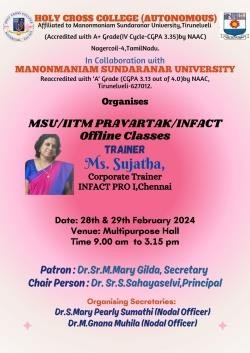 HOLY CROSS COLLEGE (AUTONOMOUS)
Affiliated to Manonmaniam Sundaranar University,Tirunelveli
(Accredited with A+ Grade(IV Cycle-CGPA 3.35)by NAAC)
Nagercoil-4,TamilNadu.
In Collaboration with
MANONMANIAM SUNDARANAR UNIVERSITY
Reaccredited with 'A' Grade (CGPA 3.13 out of 4.0)by NAAC,
Tirunelueli-627012.
Organises
MSU/IITM PRAVARTAK/INFACT
Offline Classes
TRAINER
Ms. Sujatha,
Corporate Trainer
INFACT PRO I,Chennai
Date: 28th & 29th February 2024
Venue: Multipurpose Hall
Time 9.00 am to 3.15 pm
Patron : Dr.Sr.M.Mary Gilda, Secretary
Chair Person : Dr. Sr.S.Sahayaselvi,Principal
Organising Secretaries:
Dr.S.Mary Pearly Sumathi (Nodal Officer)
Dr.M.Gnana Muhila (Nodal Officer)